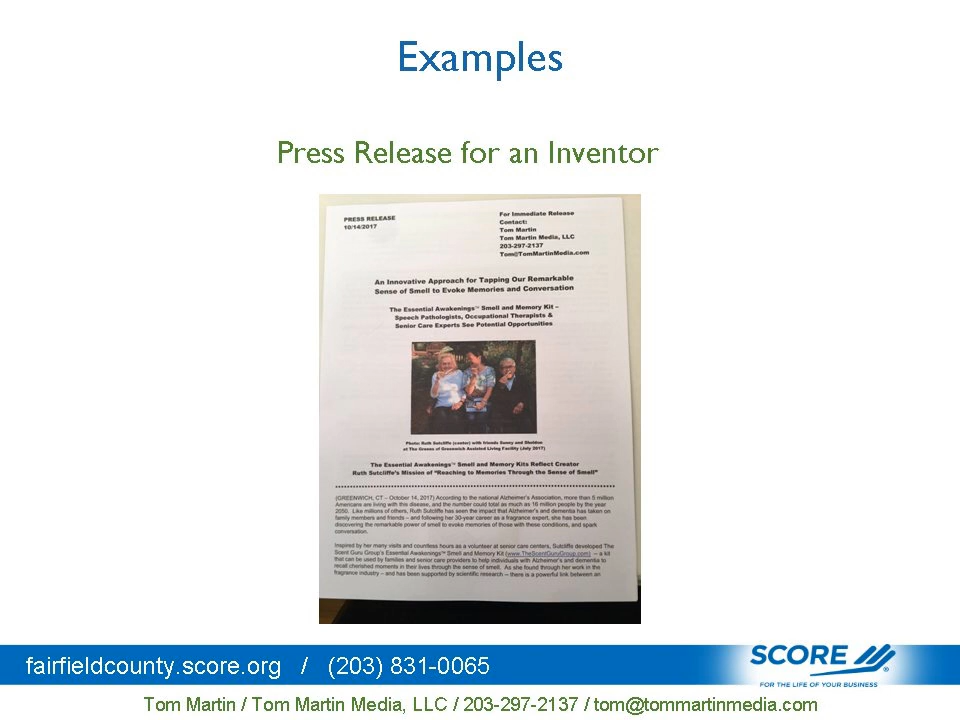 Examples
Press Release for an Inventor
PRESS RELEASE
10/14/2017
For Immediate Release
Contact:
Tom Martin
Tom Martin Media, LLC
203-297-2137
Tom@TomMartinMedia.com
An Innovative Approach for Tapping Our Remarkable
Sense of Smell to Evoke Memories and Conversation
The Essential Awakenings™ Smell and Memory Kit –
Speech Pathologists, Occupational Therapists &
Senior Care Experts See Potential Opportunities
Photo: Ruth Sutcliffe (center) with friends Sunny and Sheldon
at The Greens of Greenwich Assisted Living Facility (July 2017)
The Essential Awakenings™ Smell and Memory Kits Reflect Creator
Ruth Sutcliffe's Mission of "Reaching to Memories Through the Sense of Smell"
(GREENWICH, CT – October 14, 2017) According to the national Alzheimer's Association, more than 5 million
Americans are living with this disease, and the number could total as much as 16 million people by the year
2050. Like millions of others, Ruth Sutcliffe has seen the impact that Alzheimer's and dementia has taken on
family members and friends – and following her 30-year career as a fragrance expert, she has been
discovering the remarkable power of smell to evoke memories of those with these conditions, and spark
conversation.
Inspired by her many visits and countless hours as a volunteer at senior care centers, Sutcliffe developed The
Scent Guru Group's Essential Awakenings™ Smell and Memory Kit (www.TheScentGuruGroup.com) – a kit
that can be used by families and senior care providers to help individuals with Alzheimer's and dementia to
recall cherished moments in their lives through the sense of smell. As she found through her work in the
fragrance industry – and has been supported by scientific research -- there is a powerful link between an
fairfieldcounty.score.org / (203) 831-0065
SCORE
FOR THE LIFE OF YOUR BUSINESS
Tom Martin / Tom Martin Media, LLC / 203-297-2137 / tom@tommartinmedia.com